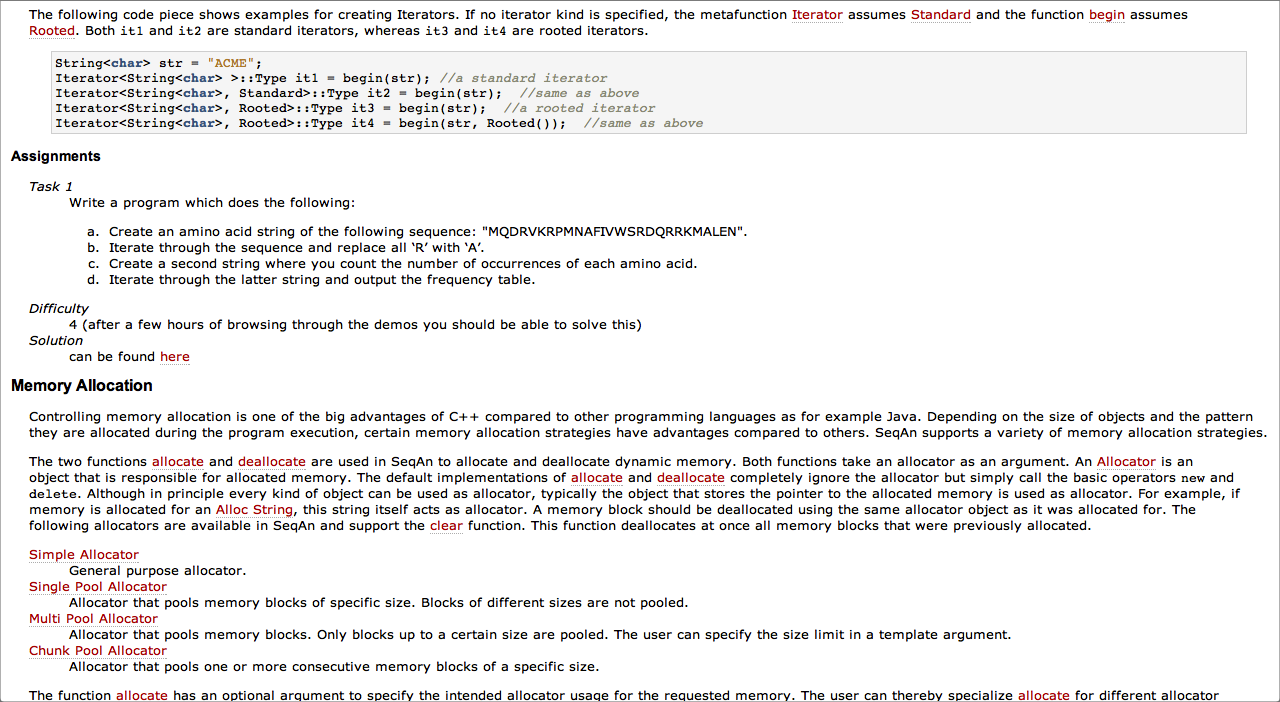 The following code piece shows examples for creating Iterators. If no iterator kind is specified, the metafunction Iterator assumes Standard and the function begin assumes
Rooted. Both it1 and it2 are standard iterators, whereas it3 and it4 are rooted iterators.
String<char> str = "ACME";
Iterator<String<char> >::Type it1 = begin(str); //a standard iterator
Iterator<String<char>, Standard>::Type it2 = begin(str);  //same as above
Iterator<String<char>, Rooted>::Type it3 = begin(str);  //a rooted iterator
Iterator<String<char>, Rooted>::Type it4 = begin(str, Rooted());  //same as above
Assignments
Task 1
Write a program which does the following:
a. Create an amino acid string of the following sequence: "MQDRVKRPMNAFIVWSRDQRRKMALEN".
b. Iterate through the sequence and replace all ‘R’ with ‘A’.
c. Create a second string where you count the number of occurrences of each amino acid.
d. Iterate through the latter string and output the frequency table.
Difficulty
4 (after a few hours of browsing through the demos you should be able to solve this)
Solution
can be found here
Memory Allocation
Controlling memory allocation is one of the big advantages of C++ compared to other programming languages as for example Java. Depending on the size of objects and the pattern
they are allocated during the program execution, certain memory allocation strategies have advantages compared to others. SeqAn supports a variety of memory allocation strategies.
The two functions allocate and deallocate are used in SeqAn to allocate and deallocate dynamic memory. Both functions take an allocator as an argument. An Allocator is an
object that is responsible for allocated memory. The default implementations of allocate and deallocate completely ignore the allocator but simply call the basic operators new and
delete. Although in principle every kind of object can be used as allocator, typically the object that stores the pointer to the allocated memory is used as allocator. For example, if
memory is allocated for an Alloc String, this string itself acts as allocator. A memory block should be deallocated using the same allocator object as it was allocated for. The
following allocators are available in SeqAn and support the clear function. This function deallocates at once all memory blocks that were previously allocated.
Simple Allocator
General purpose allocator.
Single Pool Allocator
Allocator that pools memory blocks of specific size. Blocks of different sizes are not pooled.
Multi Pool Allocator
Allocator that pools memory blocks. Only blocks up to a certain size are pooled. The user can specify the size limit in a template argument.
Chunk Pool Allocator
Allocator that pools one or more consecutive memory blocks of a specific size.
The function allocate has an optional argument to specify the intended allocator usage for the requested memory. The user can thereby specialize allocate for different allocator